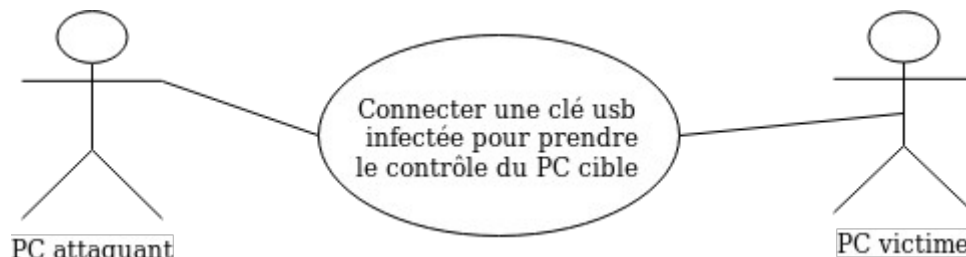 Connecter une clé usb
infectée pour prendre
le contrôle du PC cible
PC attaquant
PC victime